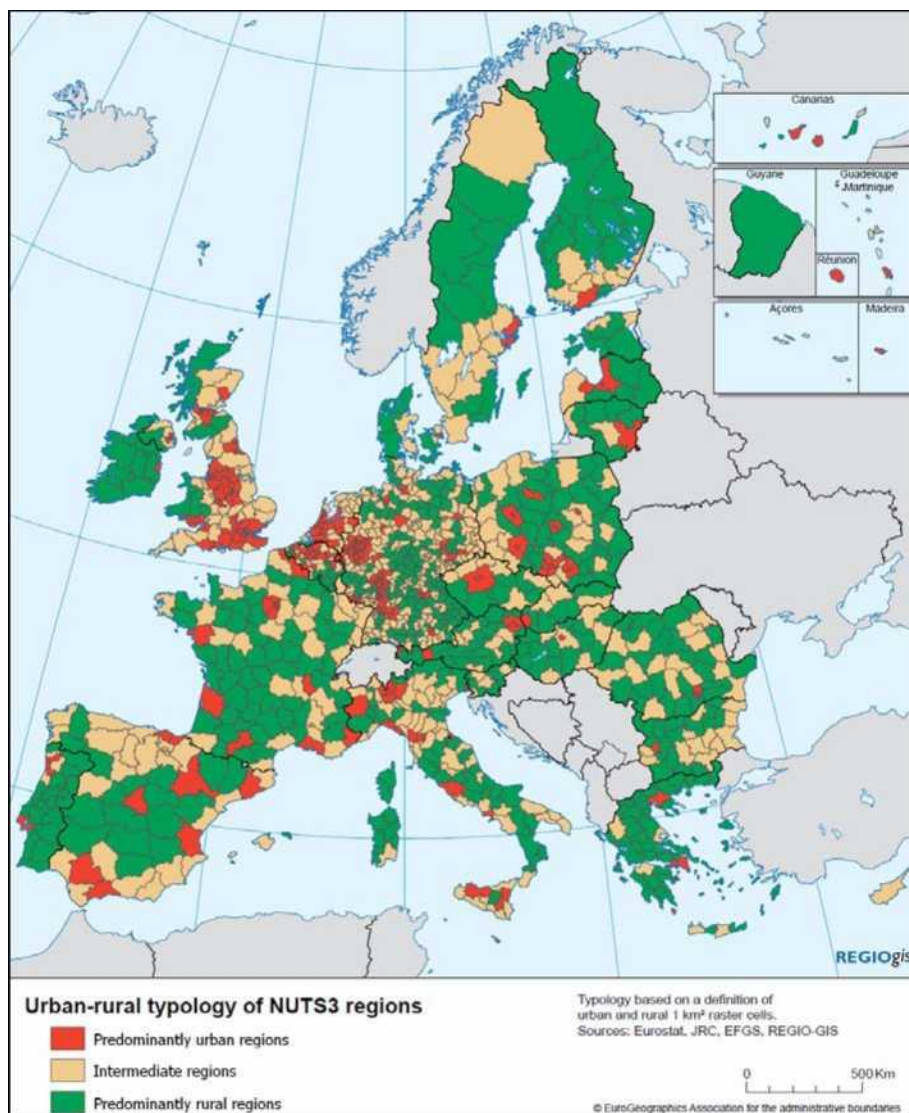 Canarias
Guyane
Guadeloupe
Martinique
Réunion
Açores
Madeira
REGIOgis
Urban-rural typology of NUTS3 regions
Predominantly urban regions
Intermediate regions
Predominantly rural regions
Typology based on a definition of
urban and rural 1 km² raster cells.
Sources: Eurostat, JRC, EFGS, REGIO-GIS
0 500 Km
© EuroGeographics Association for the administrative boundaries